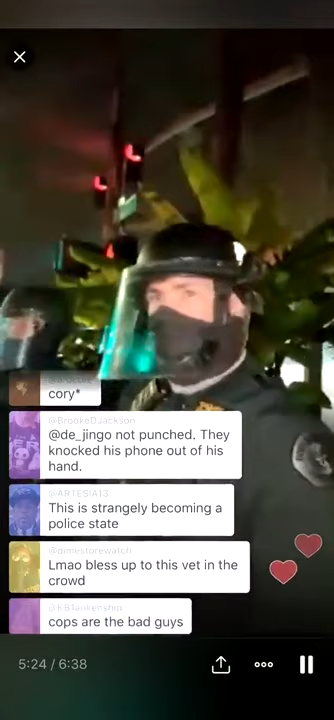 cory*
@BrookeDJackson
@de_jingo not punched. They
knocked his phone out of his
hand.
@ARTESIA13
This is strangely becoming a
police state
@dimestorewatch
Lmao bless up to this vet in the
crowd
@KBTankenship
cops are the bad guys
5:24 / 6:38